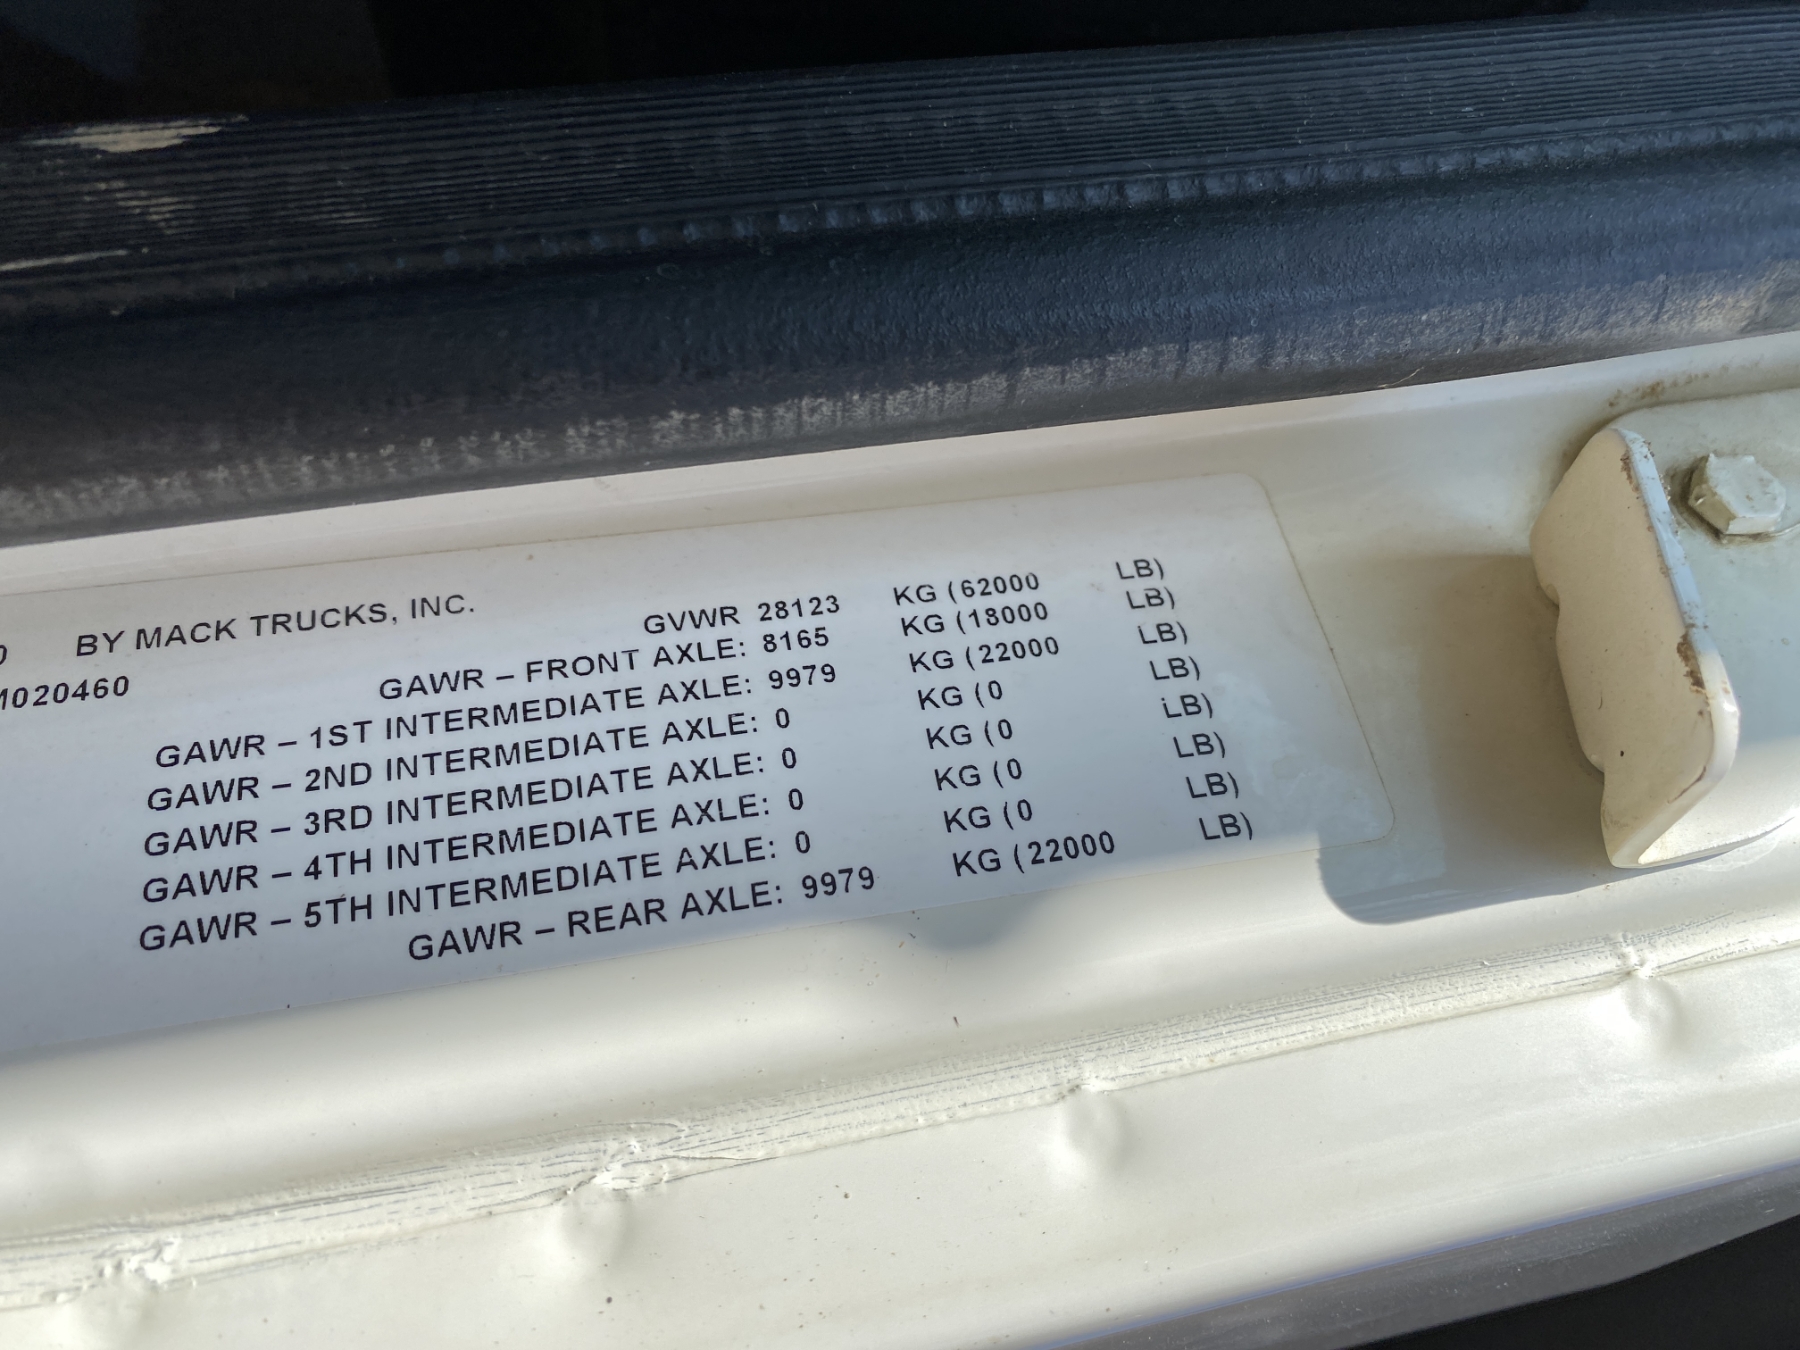 0 BY MACK TRUCKS, INC.
M020460
GVWR 28123 KG (62000 LB)
GAWR – FRONT AXLE: 8165 KG (18000 LB)
GAWR – 1ST INTERMEDIATE AXLE: 9979 KG (22000 LB)
GAWR – 2ND INTERMEDIATE AXLE: 0 KG (0 LB)
GAWR – 3RD INTERMEDIATE AXLE: 0 KG (0 LB)
GAWR – 4TH INTERMEDIATE AXLE: 0 KG (0 LB)
GAWR – 5TH INTERMEDIATE AXLE: 0 KG (0 LB)
GAWR – REAR AXLE: 9979 KG (22000 LB)